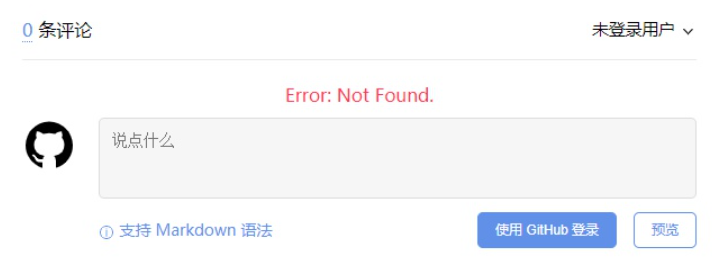 0 条评论
未登录用户
Error: Not Found.
说点什么
支持 Markdown 语法
使用 GitHub 登录
预览